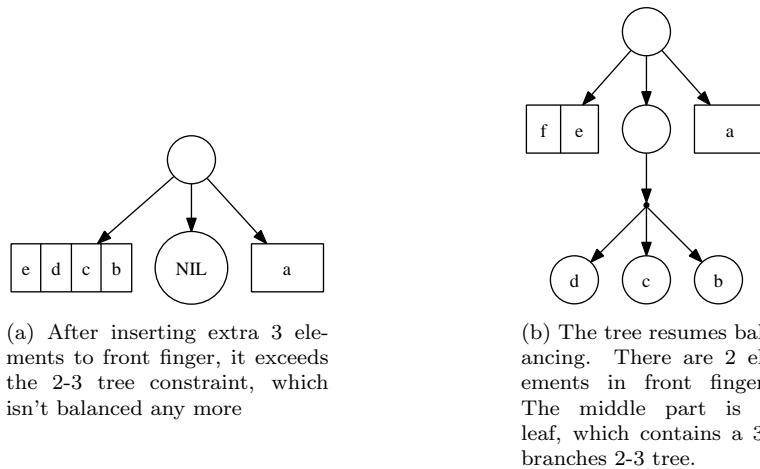 e d c b
NIL
a
(a) After inserting extra 3 ele-
ments to front finger, it exceeds
the 2-3 tree constraint, which
isn't balanced any more
f e
a
d
c
b
(b) The tree resumes bal
ancing. There are 2 el
ements in front finger
The middle part is
leaf, which contains a 3
branches 2-3 tree.